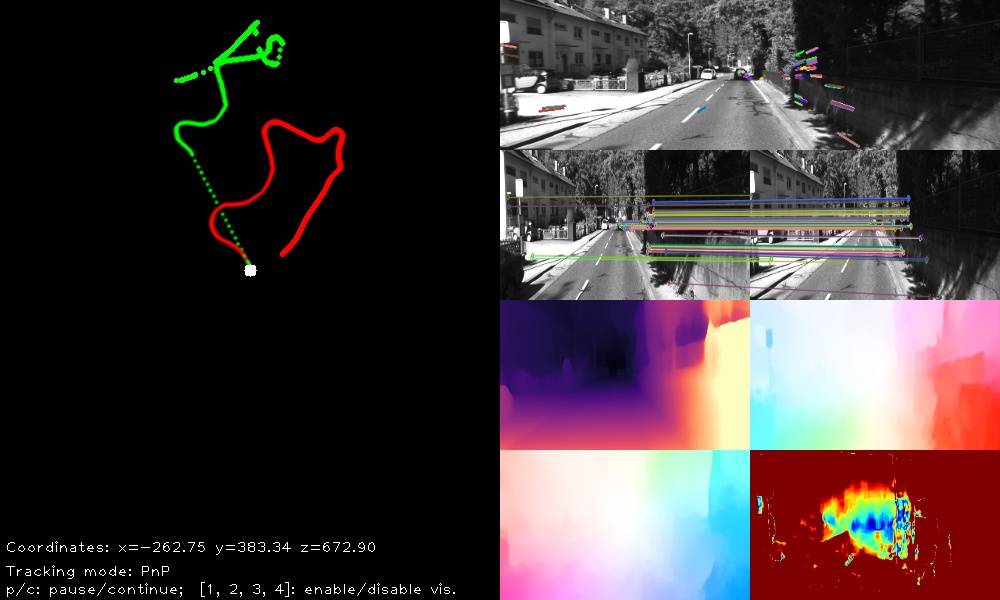 Coordinates: x=-262.75 y=383.34 z=672.90
Tracking mode: PnP
p/c: pause/continue; [1, 2, 3, 4]: enable/disable vis.